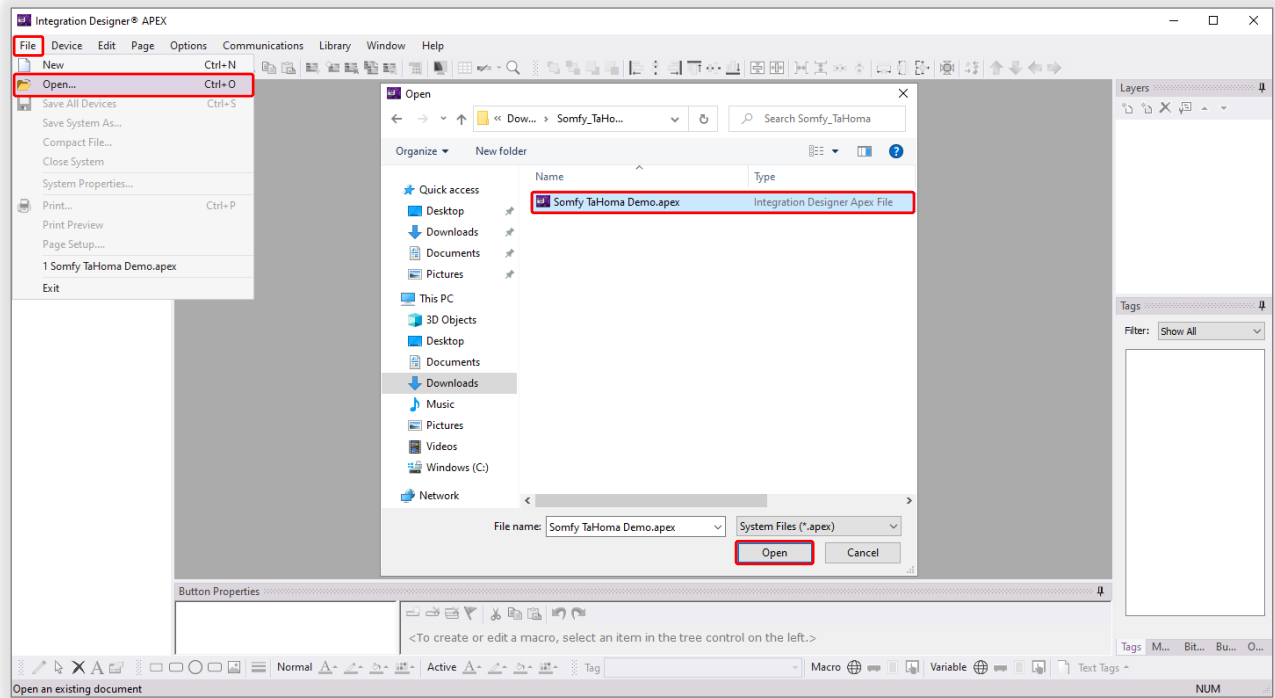 Integration Designer® APEX
File Device Edit Page Options Communications Library Window Help
New Ctrl+N
Open... Ctrl+O
Save All Devices Ctrl+S
Save System As...
Compact File...
Close System
System Properties...
Print... Ctrl+P
Print Preview
Page Setup....
1 Somfy TaHoma Demo.apex
Exit
Open
« Dow... › Somfy_TaHo...
Search Somfy_TaHoma
Organize New folder
Name Type
Somfy TaHoma Demo.apex Integration Designer Apex File
Quick access
Desktop
Downloads
Documents
Pictures
This PC
3D Objects
Desktop
Documents
Downloads
Music
Pictures
Videos
Windows (C:)
Network
File name: Somfy TaHoma Demo.apex System Files (*.apex)
Open Cancel
Layers
Tags
Filter: Show All
Button Properties
<To create or edit a macro, select an item in the tree control on the left.>
Tags M... Bit... Bu... O...
Normal Active Tag Macro Variable Text Tags
Open an existing document NUM